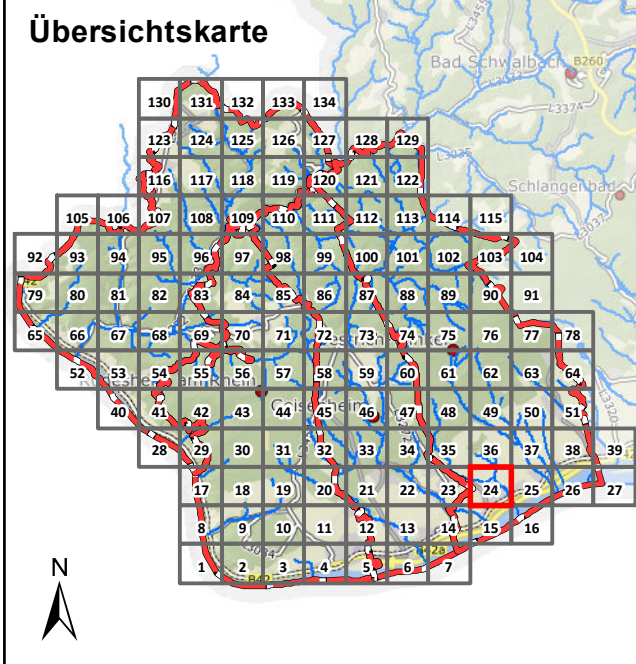 Übersichtskarte
Bad Schwalbach
B260
L3374
L3035
Schlangenbad
L3037
130 131 132 133 134
123 124 125 126 127 128 129
116 117 118 119 120 121 122
105 106 107 108 109 110 111 112 113 114 115
92 93 94 95 96 97 98 99 100 101 102 103 104
79 80 81 82 83 84 85 86 87 88 89 90 91
65 66 67 68 69 70 71 72 73 74 75 76 77 78
52 53 54 55 56 57 58 59 60 61 62 63 64
40 41 42 43 44 45 46 47 48 49 50 51
28 29 30 31 32 33 34 35 36 37 38 39
17 18 19 20 21 22 23 24 25 26 27
8 9 10 11 12 13 14 15 16
1 2 3 4 5 6 7
L3034
B42
B42a
L3320
N